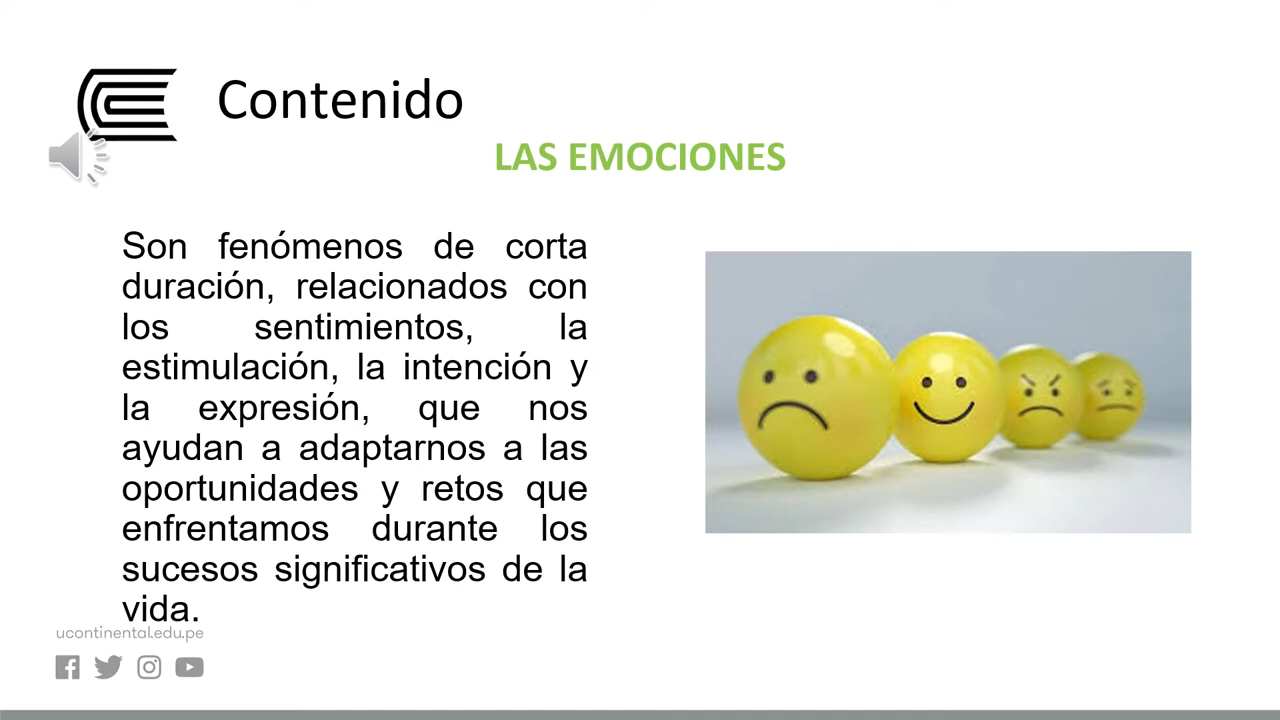 Contenido
LAS EMOCIONES
Son fenómenos de corta
duración, relacionados con
los sentimientos, la
estimulación, la intención y
la expresión, que nos
ayudan a adaptarnos a las
oportunidades y retos que
enfrentamos durante los
sucesos significativos de la
vida.
ucontinental.edu.pe